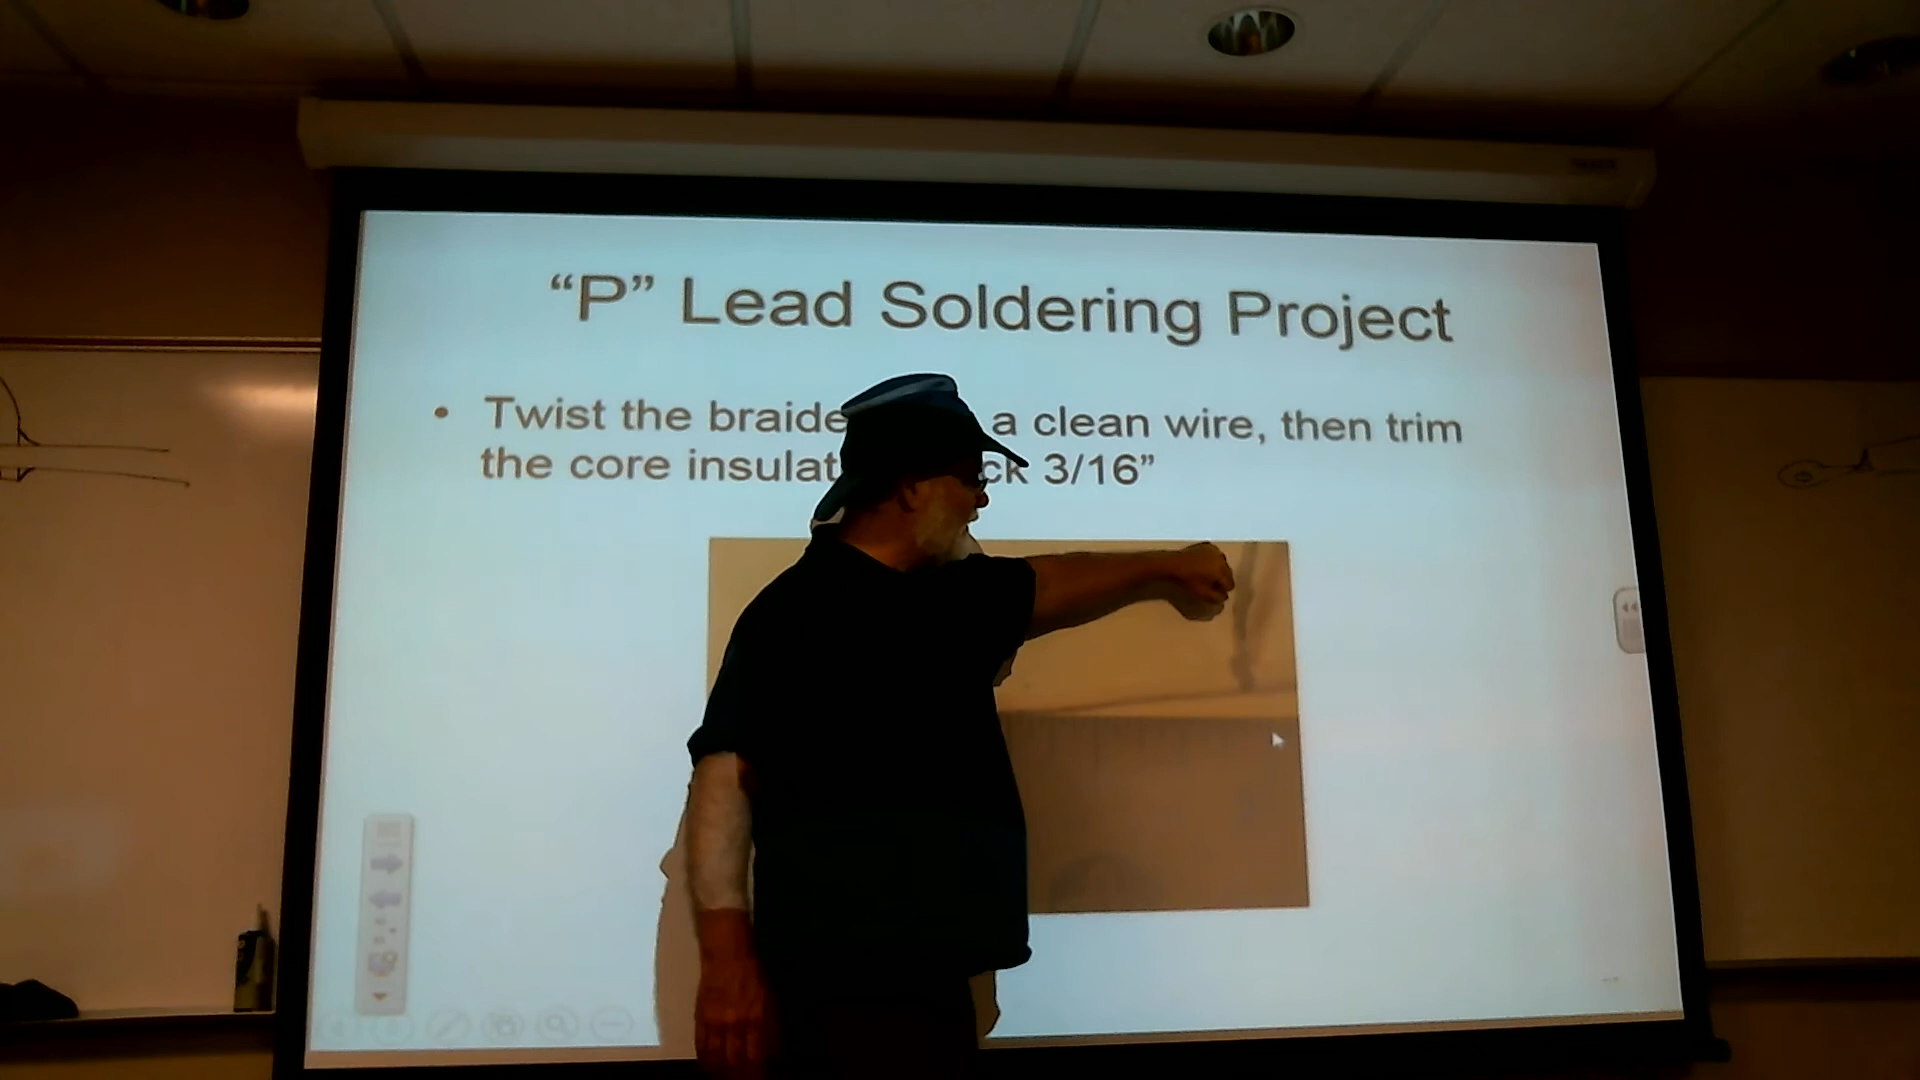 “P” Lead Soldering Project
• Twist the braide a clean wire, then trim
the core insulat ck 3/16”